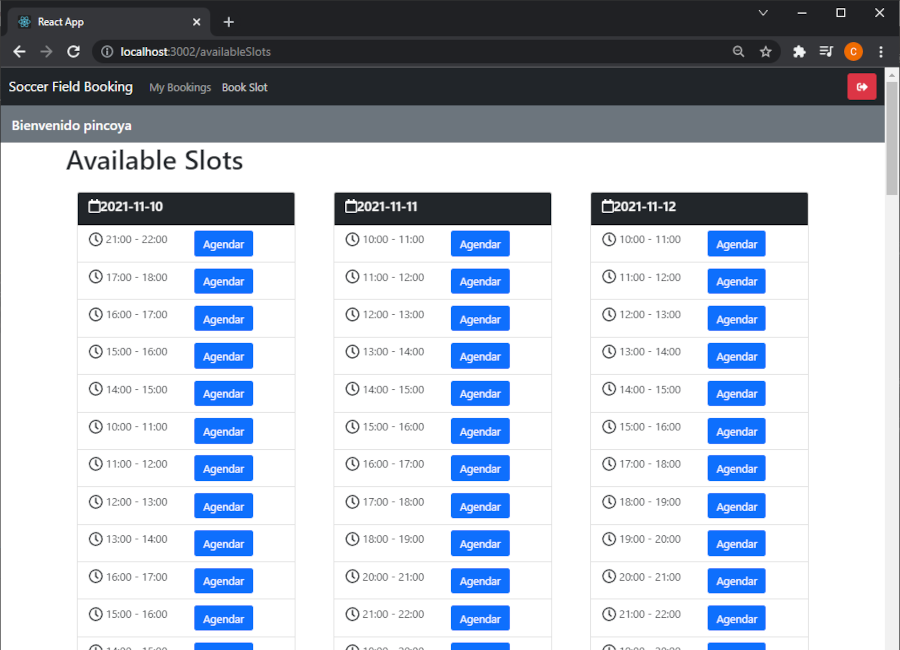 React App
localhost:3002/availableSlots
C
Soccer Field Booking My Bookings Book Slot
Bienvenido pincoya
Available Slots
2021-11-10
21:00 - 22:00 Agendar
17:00 - 18:00 Agendar
16:00 - 17:00 Agendar
15:00 - 16:00 Agendar
14:00 - 15:00 Agendar
10:00 - 11:00 Agendar
11:00 - 12:00 Agendar
12:00 - 13:00 Agendar
13:00 - 14:00 Agendar
16:00 - 17:00 Agendar
15:00 - 16:00 Agendar
2021-11-11
10:00 - 11:00 Agendar
11:00 - 12:00 Agendar
12:00 - 13:00 Agendar
13:00 - 14:00 Agendar
14:00 - 15:00 Agendar
15:00 - 16:00 Agendar
16:00 - 17:00 Agendar
17:00 - 18:00 Agendar
18:00 - 19:00 Agendar
20:00 - 21:00 Agendar
21:00 - 22:00 Agendar
2021-11-12
10:00 - 11:00 Agendar
11:00 - 12:00 Agendar
12:00 - 13:00 Agendar
13:00 - 14:00 Agendar
14:00 - 15:00 Agendar
15:00 - 16:00 Agendar
17:00 - 18:00 Agendar
18:00 - 19:00 Agendar
19:00 - 20:00 Agendar
20:00 - 21:00 Agendar
21:00 - 22:00 Agendar